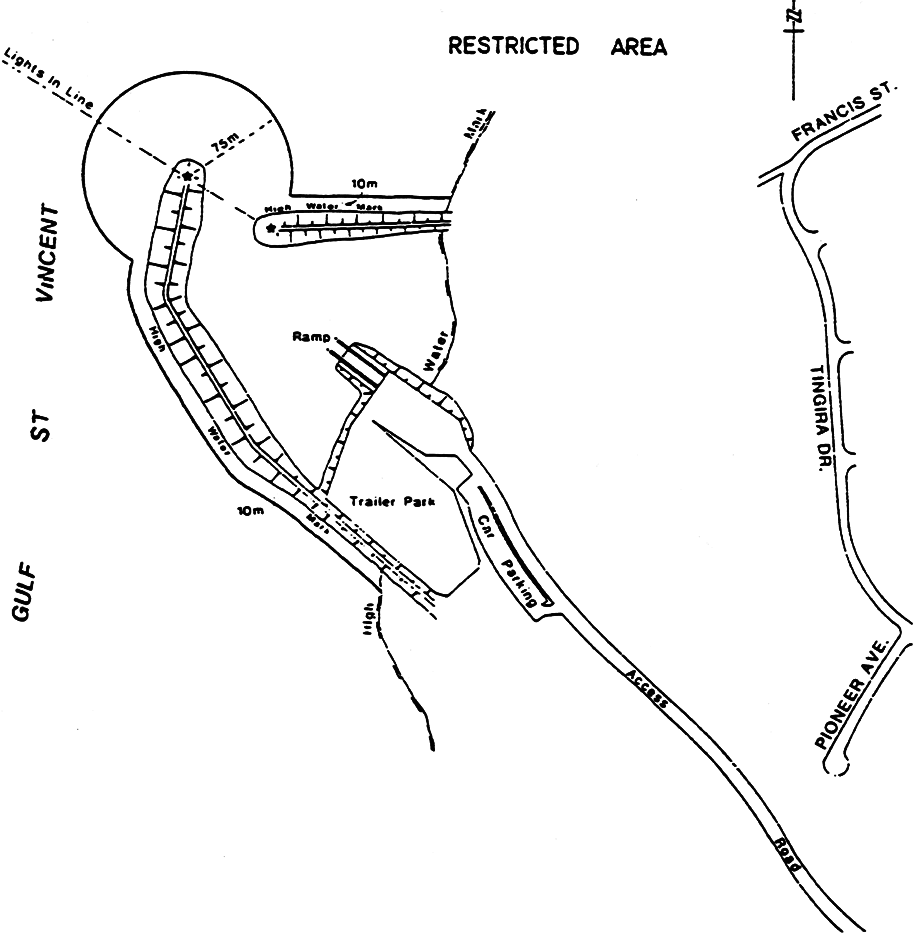 RESTRICTED AREA
N
Lights In Line
FRANCIS ST.
75m
Mark
10m
High Water Mark
VINCENT
Ramp
High
Water
TINGIRA DR.
ST
Water
Trailer Park
10m
Mark
Car Parking
GULF
High
PIONEER AVE.
Access
Road